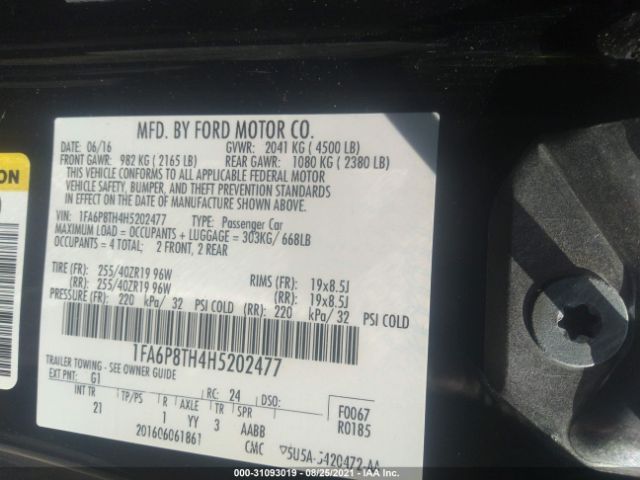 MFD. BY FORD MOTOR CO.
DATE: 06/16 GVWR: 2041 KG ( 4500 LB)
FRONT GAWR: 982 KG ( 2165 LB) REAR GAWR: 1080 KG ( 2380 LB)
THIS VEHICLE CONFORMS TO ALL APPLICABLE FEDERAL MOTOR
VEHICLE SAFETY, BUMPER, AND THEFT PREVENTION STANDARDS
IN EFFECT ON THE DATE OF MANUFACTURE SHOWN ABOVE.
VIN: 1FA6P8TH4H5202477 TYPE: Passenger Car
MAXIMUM LOAD = OCCUPANTS + LUGGAGE = 303KG/ 668LB
OCCUPANTS = 4 TOTAL: 2 FRONT, 2 REAR
TIRE (FR): 255/40ZR19 96W RIMS (FR): 19x8.5J
(RR): 255/40ZR19 96W (RR): 19x8.5J
PRESSURE (FR): 220 kPa/ 32 PSI COLD (RR): 220 kPa/ 32 PSI COLD
1FA6P8TH4H5202477
TRAILER TOWING - SEE OWNER GUIDE
EXT PNT: G1 RC: 24 DSO: F0067
INT TR TP/PS R AXLE TR SPR R0185
21 1 YY 3 AABB
201606061861 CMC 5U5A- 420472-AA
ION
000-31093019 - 08/25/2021 - IAA Inc.